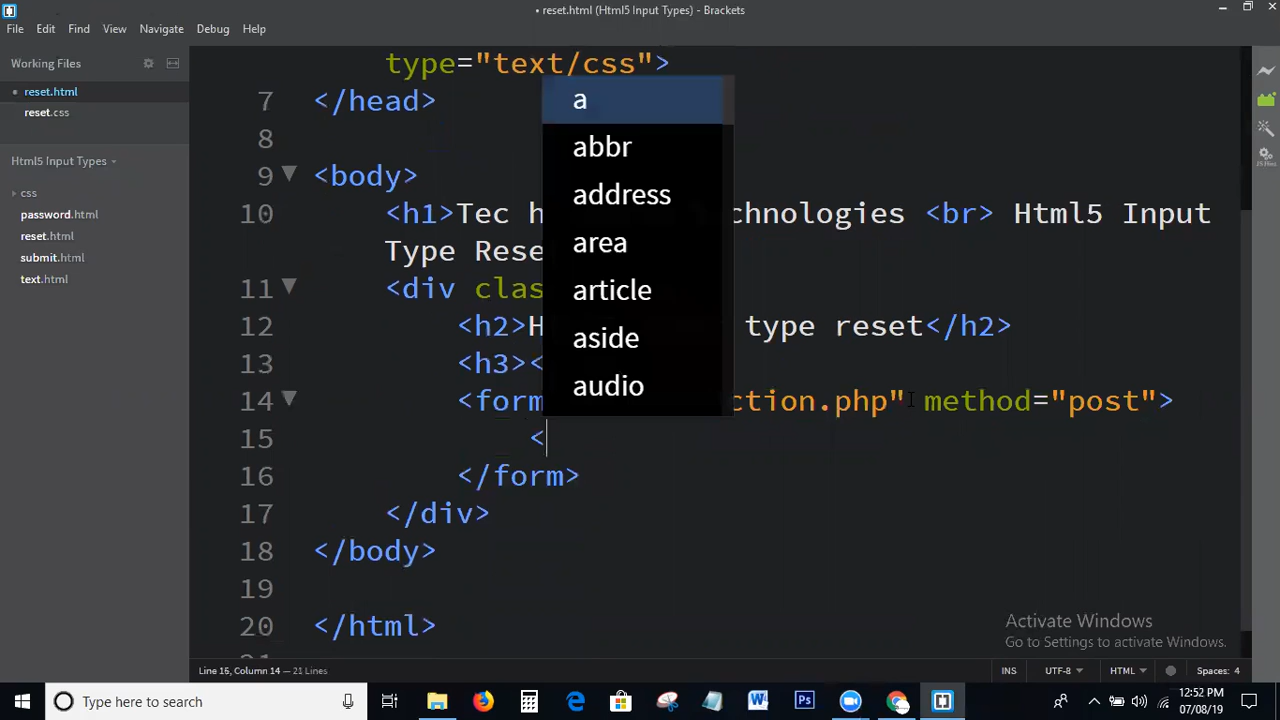 • reset.html (Html5 Input Types) - Brackets
File Edit Find View Navigate Debug Help
Working Files
reset.html
reset.css
Html5 Input Types
css
password.html
reset.html
submit.html
text.html
type="text/css">
7 </head>
8
9 <body>
10 <h1>Tec h chnologies <br> Html5 Input
Type Rese
11 <div clas
12 <h2>H type reset</h2>
13 <h3><
14 <form ction.php" method="post">
15 <
16 </form>
17 </div>
18 </body>
19
20 </html>
a
abbr
address
area
article
aside
audio
Activate Windows
Go to Settings to activate Windows.
Line 15, Column 14 — 21 Lines
INS UTF-8 HTML Spaces: 4
Type here to search
12:52 PM
07/08/19